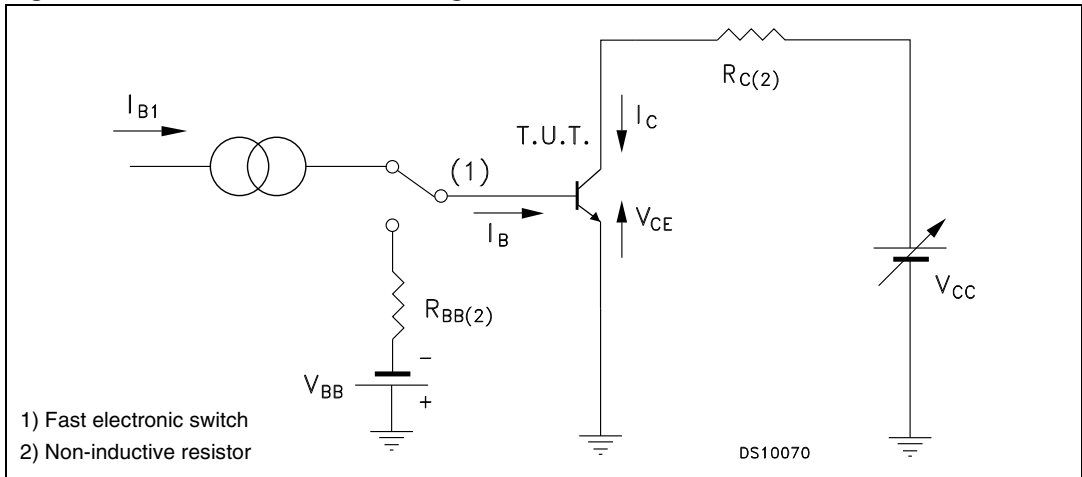 I_B1
R_C(2)
I_C
T.U.T.
(1)
V_CE
I_B
R_BB(2)
V_CC
V_BB
−
+
1) Fast electronic switch
2) Non-inductive resistor
DS10070